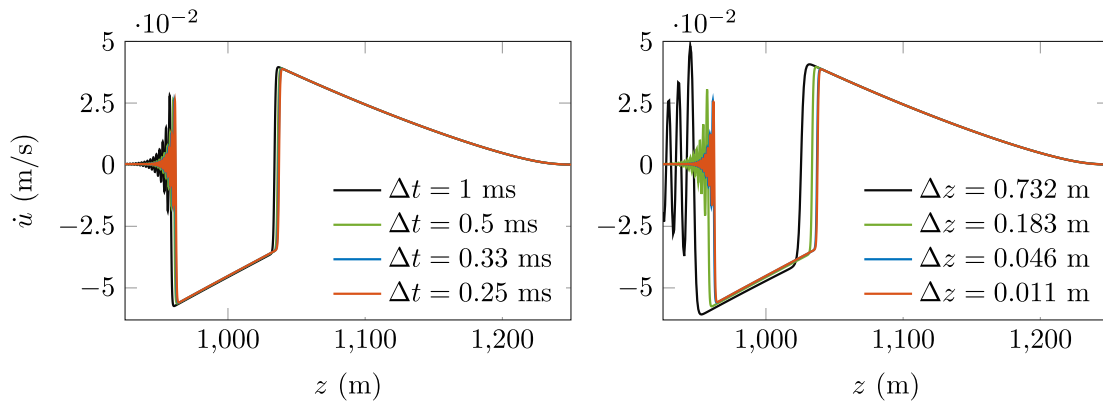 ·10⁻²
5
2.5
0
−2.5
−5
u̇ (m/s)
1,000
1,100
1,200
z (m)
Δt = 1 ms
Δt = 0.5 ms
Δt = 0.33 ms
Δt = 0.25 ms
·10⁻²
5
2.5
0
−2.5
−5
1,000
1,100
1,200
z (m)
Δz = 0.732 m
Δz = 0.183 m
Δz = 0.046 m
Δz = 0.011 m